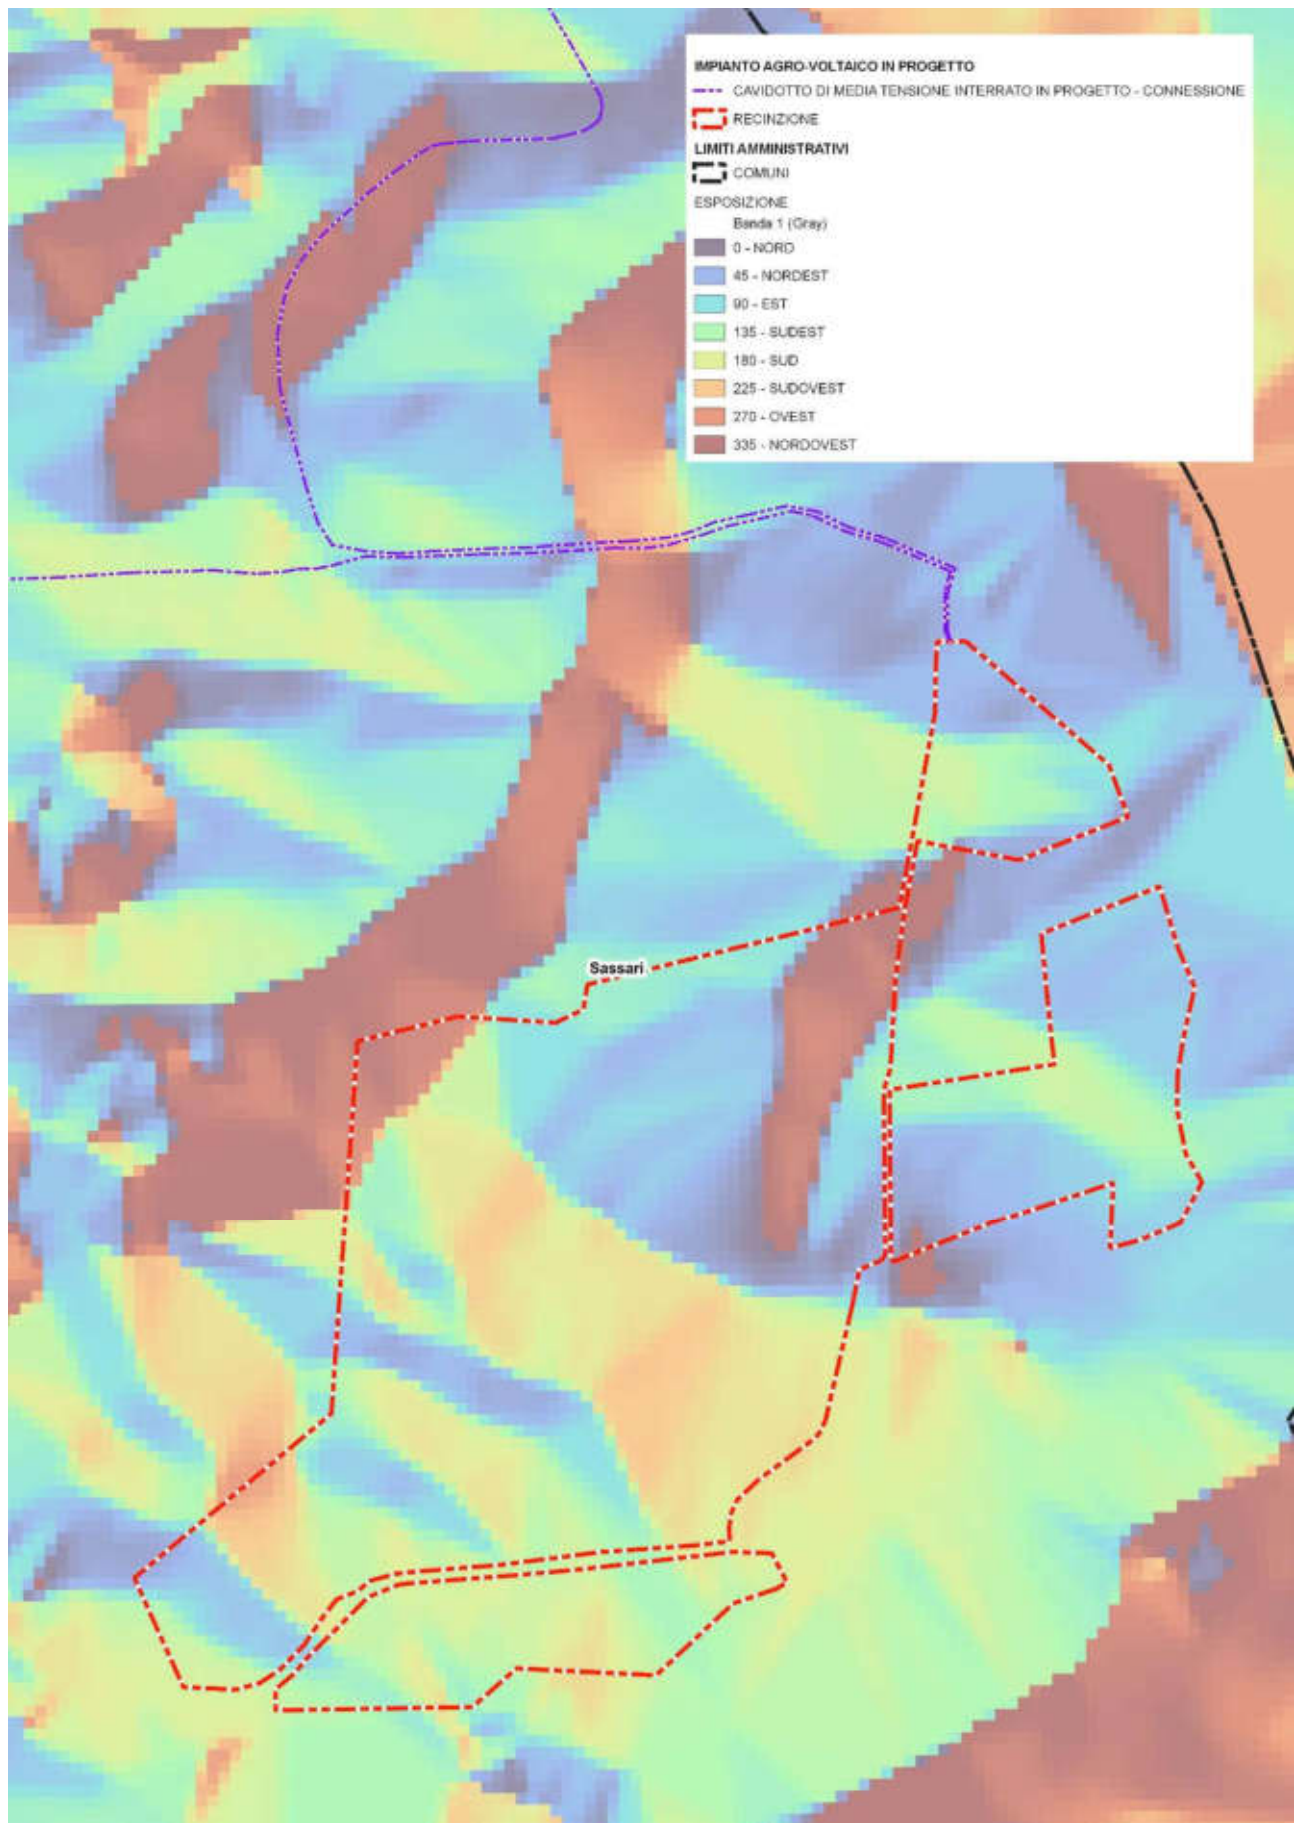 IMPIANTO AGRO-VOLTAICO IN PROGETTO
CAVIDOTTO DI MEDIA TENSIONE INTERRATO IN PROGETTO - CONNESSIONE
RECINZIONE
LIMITI AMMINISTRATIVI
COMUNI
ESPOSIZIONE
Banda 1 (Gray)
0 - NORD
45 - NORDEST
90 - EST
135 - SUDEST
180 - SUD
225 - SUDOVEST
270 - OVEST
335 - NORDOVEST
Sassari